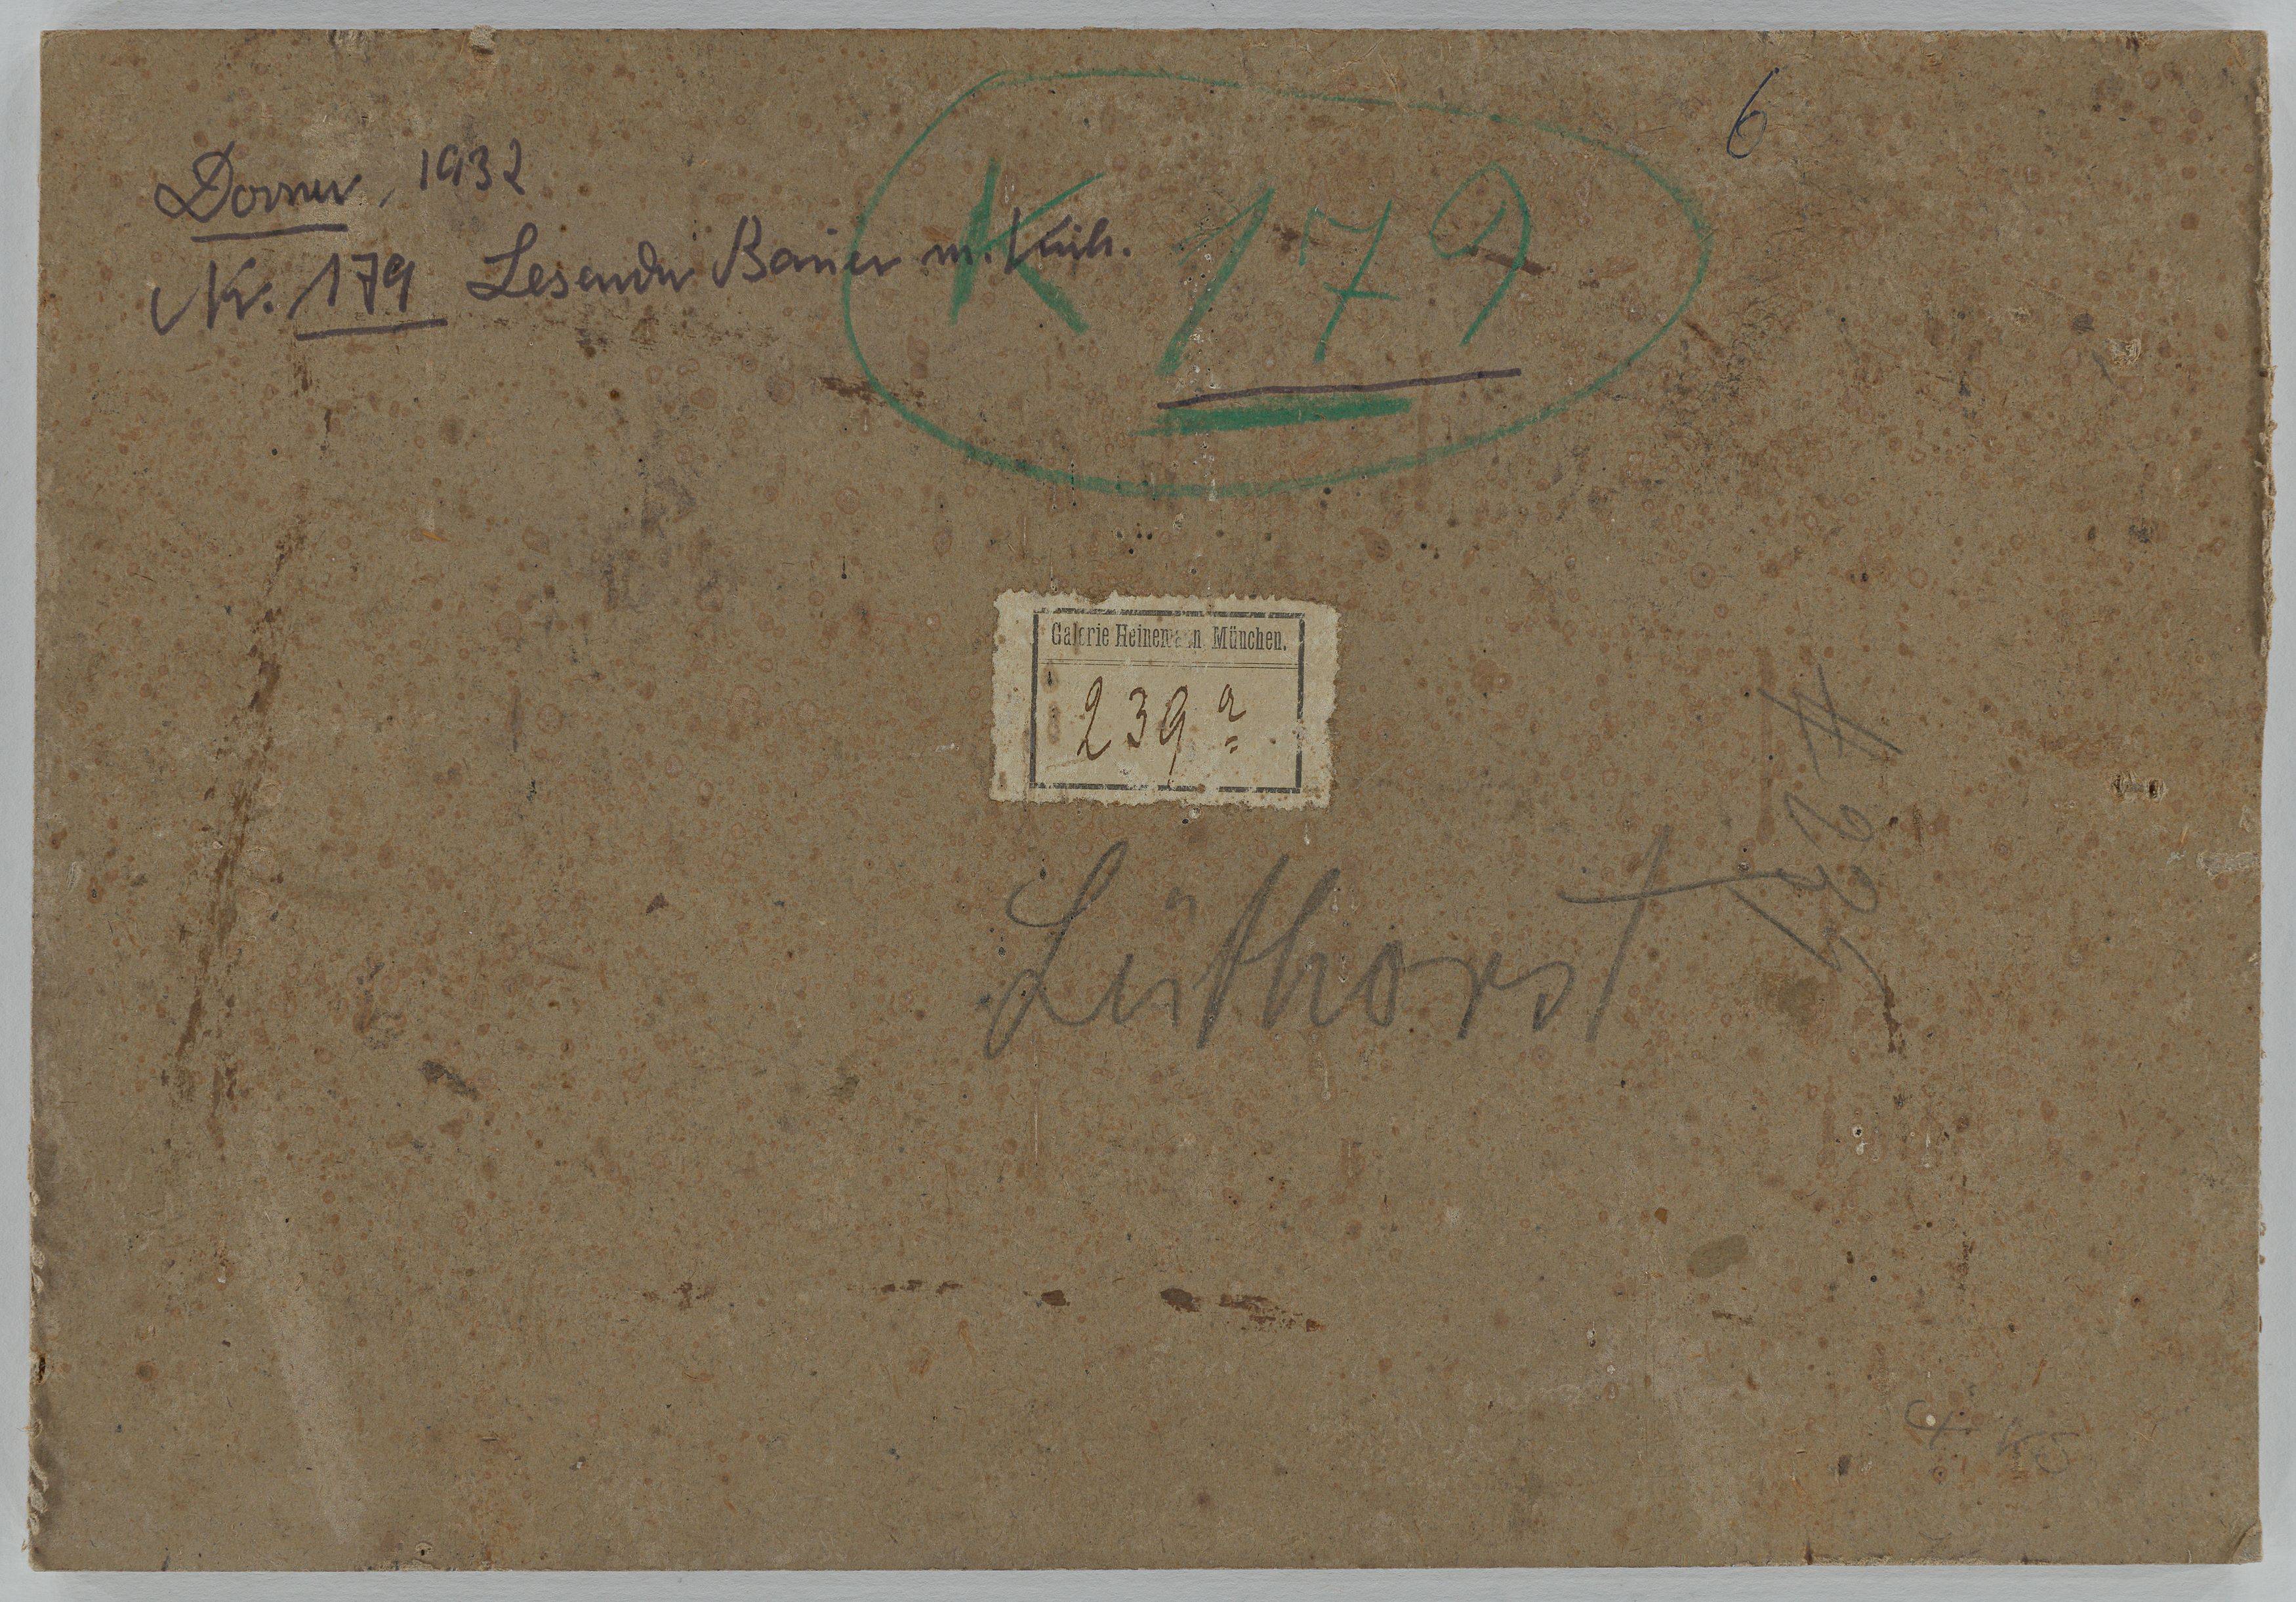 Dorner, 1932
Nr. 179 Lesender Bauer m. Kuh.
K 179
6
Galerie Heinemann München.
239 a
Lüthorst